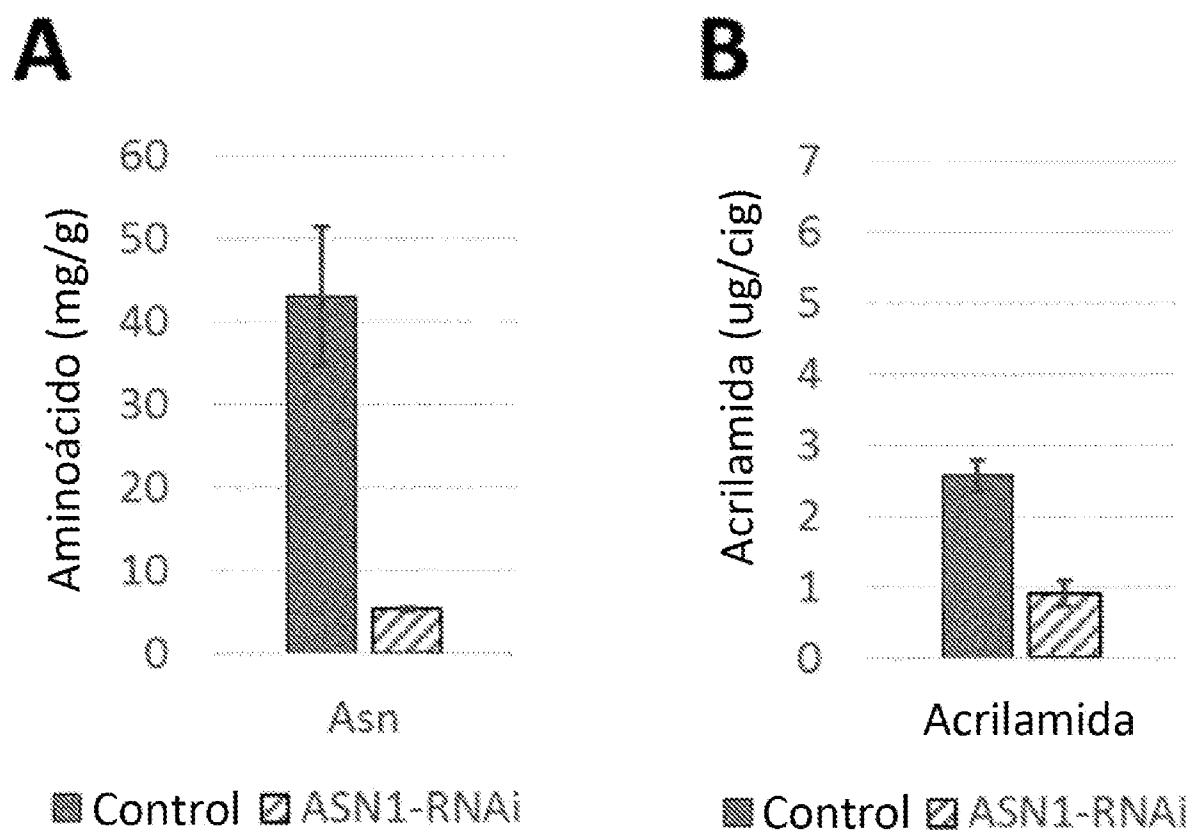 A
Aminoácido (mg/g)
60
50
40
30
20
10
0
Asn
Control ASN1-RNAi
B
Acrilamida (ug/cig)
7
6
5
4
3
2
1
0
Acrilamida
Control ASN1-RNAi